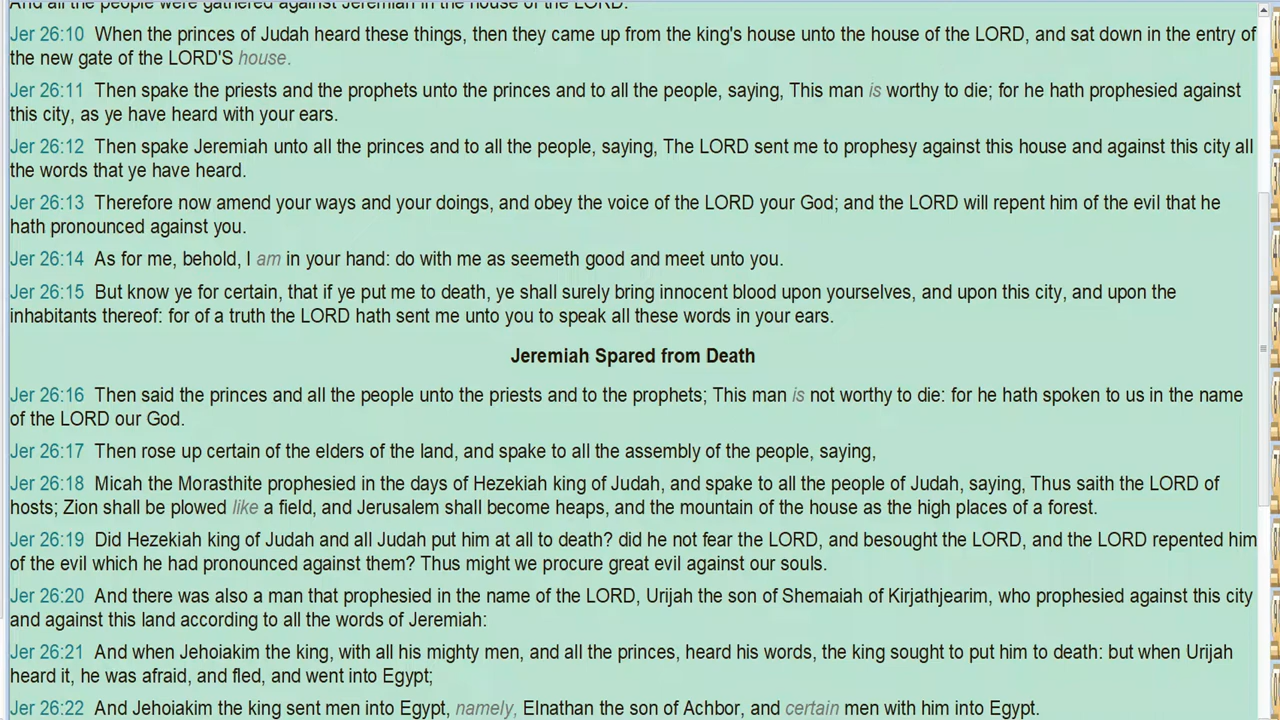 And all the people were gathered against Jeremiah in the house of the LORD.
Jer 26:10 When the princes of Judah heard these things, then they came up from the king's house unto the house of the LORD, and sat down in the entry of
the new gate of the LORD'S house.
Jer 26:11 Then spake the priests and the prophets unto the princes and to all the people, saying, This man is worthy to die; for he hath prophesied against
this city, as ye have heard with your ears.
Jer 26:12 Then spake Jeremiah unto all the princes and to all the people, saying, The LORD sent me to prophesy against this house and against this city all
the words that ye have heard.
Jer 26:13 Therefore now amend your ways and your doings, and obey the voice of the LORD your God; and the LORD will repent him of the evil that he
hath pronounced against you.
Jer 26:14 As for me, behold, I am in your hand: do with me as seemeth good and meet unto you.
Jer 26:15 But know ye for certain, that if ye put me to death, ye shall surely bring innocent blood upon yourselves, and upon this city, and upon the
inhabitants thereof: for of a truth the LORD hath sent me unto you to speak all these words in your ears.
Jeremiah Spared from Death
Jer 26:16 Then said the princes and all the people unto the priests and to the prophets; This man is not worthy to die: for he hath spoken to us in the name
of the LORD our God.
Jer 26:17 Then rose up certain of the elders of the land, and spake to all the assembly of the people, saying,
Jer 26:18 Micah the Morasthite prophesied in the days of Hezekiah king of Judah, and spake to all the people of Judah, saying, Thus saith the LORD of
hosts; Zion shall be plowed like a field, and Jerusalem shall become heaps, and the mountain of the house as the high places of a forest.
Jer 26:19 Did Hezekiah king of Judah and all Judah put him at all to death? did he not fear the LORD, and besought the LORD, and the LORD repented him
of the evil which he had pronounced against them? Thus might we procure great evil against our souls.
Jer 26:20 And there was also a man that prophesied in the name of the LORD, Urijah the son of Shemaiah of Kirjathjearim, who prophesied against this city
and against this land according to all the words of Jeremiah:
Jer 26:21 And when Jehoiakim the king, with all his mighty men, and all the princes, heard his words, the king sought to put him to death: but when Urijah
heard it, he was afraid, and fled, and went into Egypt;
Jer 26:22 And Jehoiakim the king sent men into Egypt, namely, Elnathan the son of Achbor, and certain men with him into Egypt.